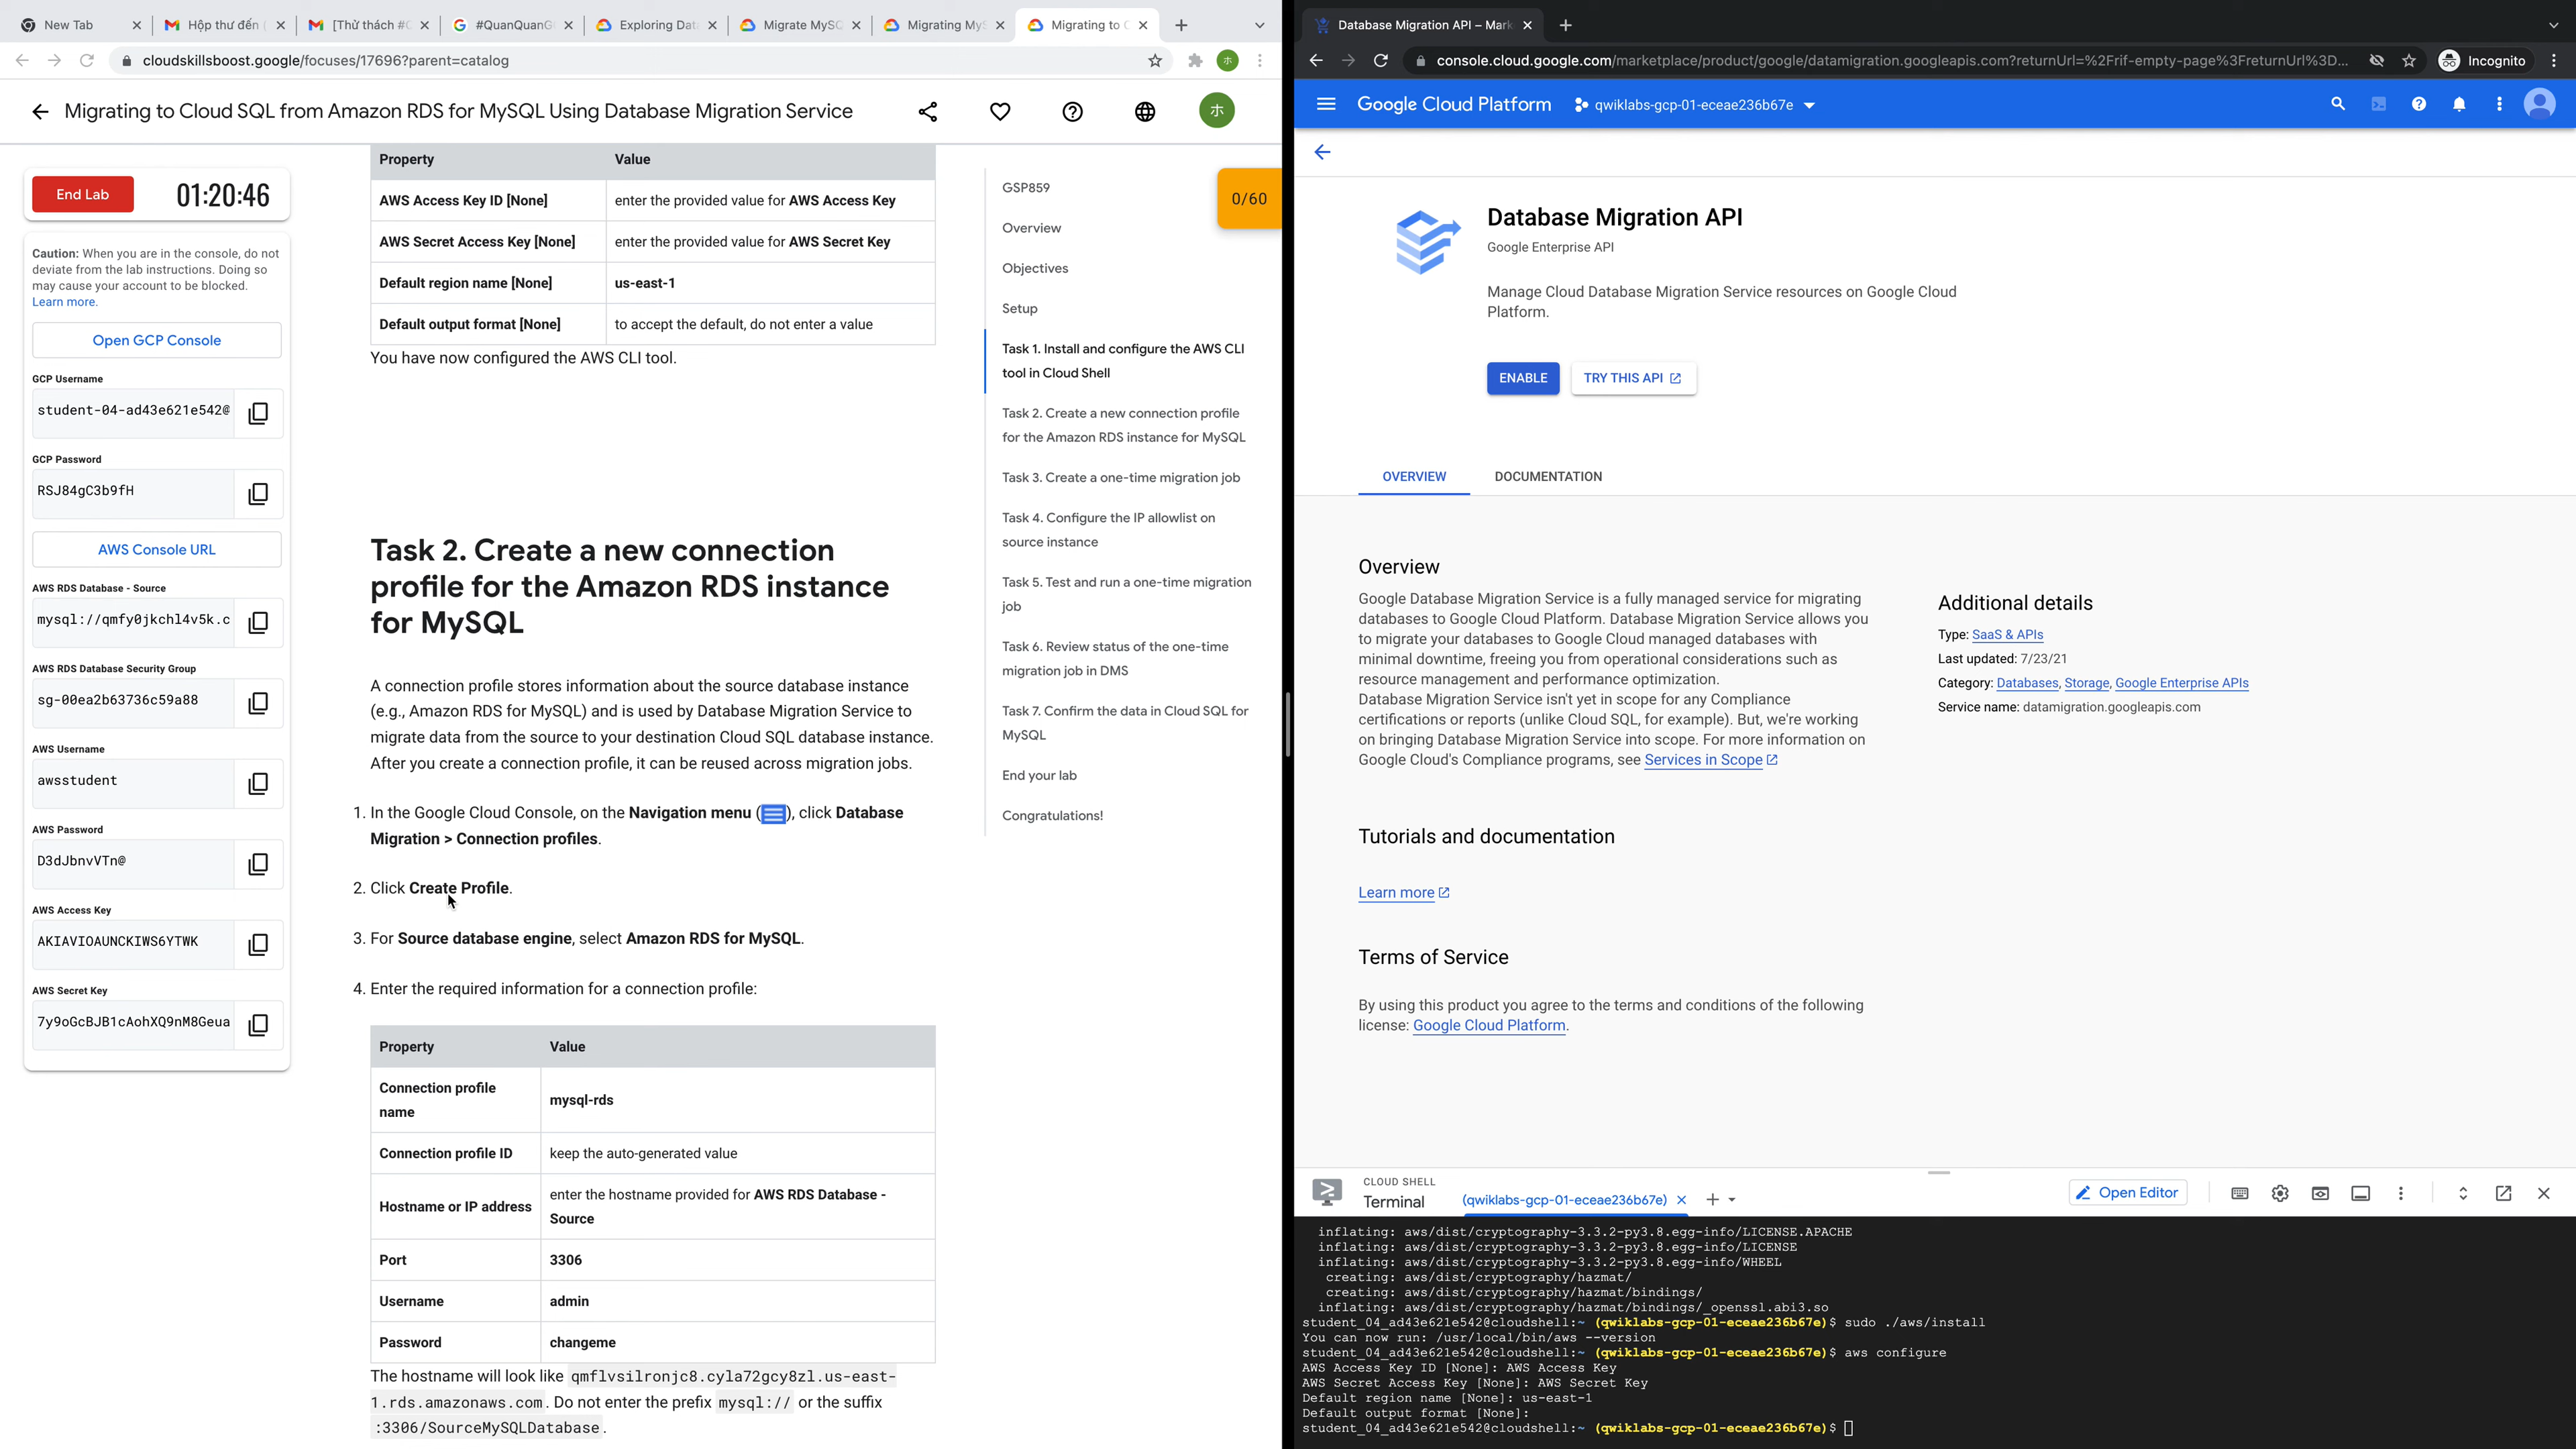 New Tab
Hộp thư đến (
[Thử thách #C
#QuanQuanG
Exploring Dat
Migrate MySQ
Migrating MyS
Migrating to C
cloudskillsboost.google/focuses/17696?parent=catalog
Migrating to Cloud SQL from Amazon RDS for MySQL Using Database Migration Service
ホ
End Lab
01:20:46
Caution: When you are in the console, do not
deviate from the lab instructions. Doing so
may cause your account to be blocked.
Learn more.
Open GCP Console
GCP Username
student-04-ad43e621e542@
GCP Password
RSJ84gC3b9fH
AWS Console URL
AWS RDS Database - Source
mysql://qmfy0jkchl4v5k.c
AWS RDS Database Security Group
sg-00ea2b63736c59a88
AWS Username
awsstudent
AWS Password
D3dJbnvVTn@
AWS Access Key
AKIAVIOAUNCKIWS6YTWK
AWS Secret Key
7y9oGcBJB1cAohXQ9nM8Geua
Property Value
AWS Access Key ID [None] enter the provided value for AWS Access Key
AWS Secret Access Key [None] enter the provided value for AWS Secret Key
Default region name [None] us-east-1
Default output format [None] to accept the default, do not enter a value
You have now configured the AWS CLI tool.
Task 2. Create a new connection
profile for the Amazon RDS instance
for MySQL
A connection profile stores information about the source database instance
(e.g., Amazon RDS for MySQL) and is used by Database Migration Service to
migrate data from the source to your destination Cloud SQL database instance.
After you create a connection profile, it can be reused across migration jobs.
1. In the Google Cloud Console, on the Navigation menu ( ), click Database
Migration > Connection profiles.
2. Click Create Profile.
3. For Source database engine, select Amazon RDS for MySQL.
4. Enter the required information for a connection profile:
Property Value
Connection profile
name
mysql-rds
Connection profile ID keep the auto-generated value
Hostname or IP address
enter the hostname provided for AWS RDS Database -
Source
Port 3306
Username admin
Password changeme
The hostname will look like qmflvsilronjc8.cyla72gcy8zl.us-east-
1.rds.amazonaws.com. Do not enter the prefix mysql:// or the suffix
:3306/SourceMySQLDatabase.
0/60
GSP859
Overview
Objectives
Setup
Task 1. Install and configure the AWS CLI
tool in Cloud Shell
Task 2. Create a new connection profile
for the Amazon RDS instance for MySQL
Task 3. Create a one-time migration job
Task 4. Configure the IP allowlist on
source instance
Task 5. Test and run a one-time migration
job
Task 6. Review status of the one-time
migration job in DMS
Task 7. Confirm the data in Cloud SQL for
MySQL
End your lab
Congratulations!
Database Migration API – Mark
console.cloud.google.com/marketplace/product/google/datamigration.googleapis.com?returnUrl=%2Frif-empty-page%3FreturnUrl%3D...
Incognito
Google Cloud Platform
qwiklabs-gcp-01-eceae236b67e
Database Migration API
Google Enterprise API
Manage Cloud Database Migration Service resources on Google Cloud
Platform.
ENABLE
TRY THIS API
OVERVIEW
DOCUMENTATION
Overview
Google Database Migration Service is a fully managed service for migrating
databases to Google Cloud Platform. Database Migration Service allows you
to migrate your databases to Google Cloud managed databases with
minimal downtime, freeing you from operational considerations such as
resource management and performance optimization.
Database Migration Service isn't yet in scope for any Compliance
certifications or reports (unlike Cloud SQL, for example). But, we're working
on bringing Database Migration Service into scope. For more information on
Google Cloud's Compliance programs, see Services in Scope
Additional details
Type: SaaS & APIs
Last updated: 7/23/21
Category: Databases, Storage, Google Enterprise APIs
Service name: datamigration.googleapis.com
Tutorials and documentation
Learn more
Terms of Service
By using this product you agree to the terms and conditions of the following
license: Google Cloud Platform.
CLOUD SHELL
Terminal
(qwiklabs-gcp-01-eceae236b67e)
Open Editor
inflating: aws/dist/cryptography-3.3.2-py3.8.egg-info/LICENSE.APACHE
inflating: aws/dist/cryptography-3.3.2-py3.8.egg-info/LICENSE
inflating: aws/dist/cryptography-3.3.2-py3.8.egg-info/WHEEL
creating: aws/dist/cryptography/hazmat/
creating: aws/dist/cryptography/hazmat/bindings/
inflating: aws/dist/cryptography/hazmat/bindings/_openssl.abi3.so
student_04_ad43e621e542@cloudshell:~ (qwiklabs-gcp-01-eceae236b67e)$ sudo ./aws/install
You can now run: /usr/local/bin/aws --version
student_04_ad43e621e542@cloudshell:~ (qwiklabs-gcp-01-eceae236b67e)$ aws configure
AWS Access Key ID [None]: AWS Access Key
AWS Secret Access Key [None]: AWS Secret Key
Default region name [None]: us-east-1
Default output format [None]:
student_04_ad43e621e542@cloudshell:~ (qwiklabs-gcp-01-eceae236b67e)$